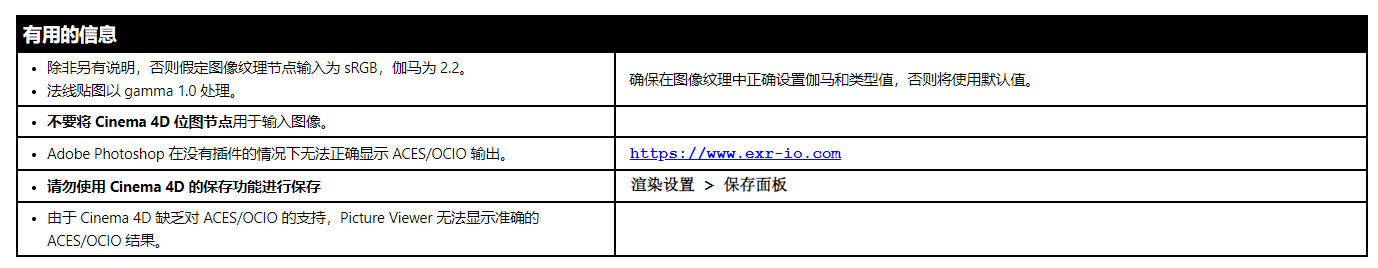 有用的信息
• 除非另有说明，否则假定图像纹理节点输入为 sRGB，伽马为 2.2。
• 法线贴图以 gamma 1.0 处理。
确保在图像纹理中正确设置伽马和类型值，否则将使用默认值。
• 不要将 Cinema 4D 位图节点用于输入图像。
• Adobe Photoshop 在没有插件的情况下无法正确显示 ACES/OCIO 输出。
https://www.exr-io.com
• 请勿使用 Cinema 4D 的保存功能进行保存
渲染设置 > 保存面板
• 由于 Cinema 4D 缺乏对 ACES/OCIO 的支持，Picture Viewer 无法显示准确的
ACES/OCIO 结果。